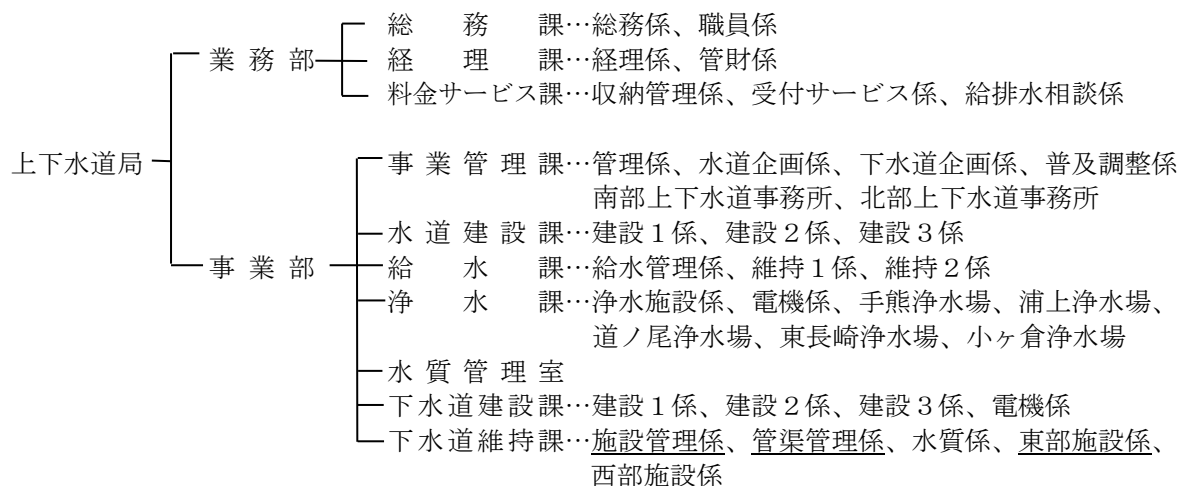 総務課…総務係、職員係
業務部 経理課…経理係、管財係
料金サービス課…収納管理係、受付サービス係、給排水相談係
上下水道局
事業管理課…管理係、水道企画係、下水道企画係、普及調整係
南部上下水道事務所、北部上下水道事務所
水道建設課…建設1係、建設2係、建設3係
事業部 給水課…給水管理係、維持1係、維持2係
浄水課…浄水施設係、電機係、手熊浄水場、浦上浄水場、
道ノ尾浄水場、東長崎浄水場、小ヶ倉浄水場
水質管理室
下水道建設課…建設1係、建設2係、建設3係、電機係
下水道維持課…施設管理係、管渠管理係、水質係、東部施設係、
西部施設係